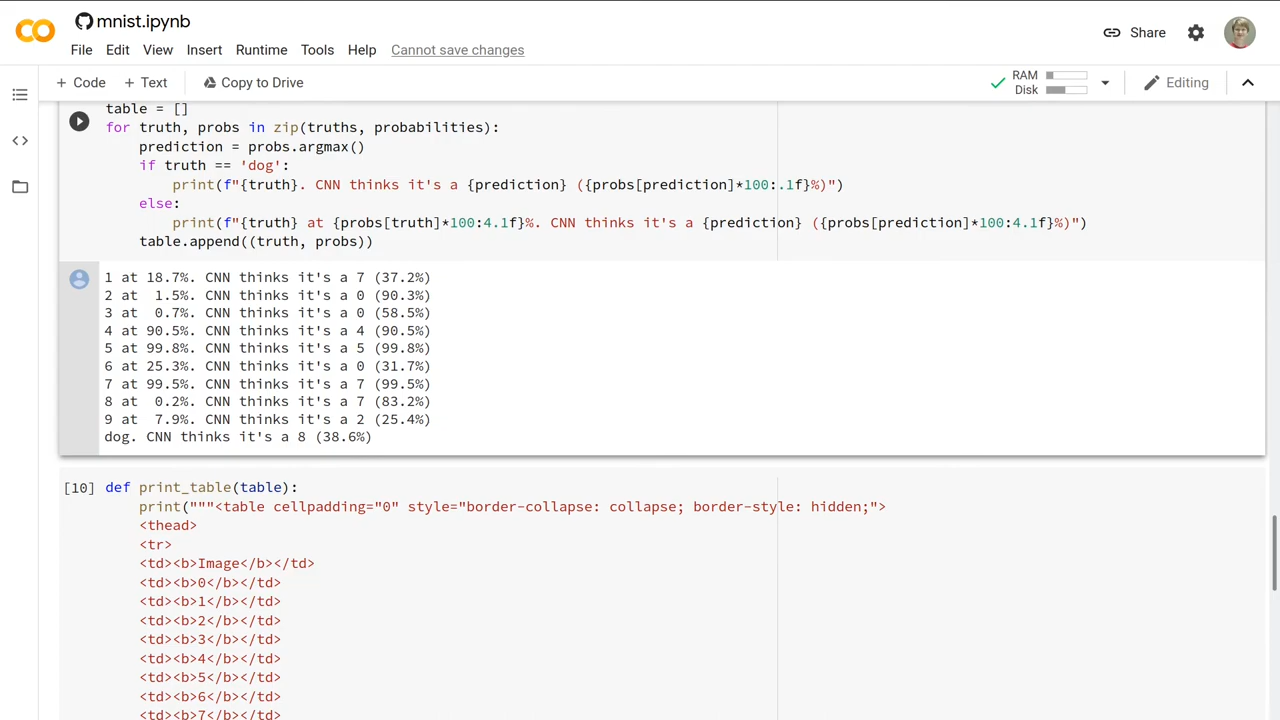 mnist.ipynb
File Edit View Insert Runtime Tools Help Cannot save changes
Share
+ Code + Text Copy to Drive
RAM
Disk
Editing
table = []
for truth, probs in zip(truths, probabilities):
    prediction = probs.argmax()
    if truth == 'dog':
        print(f"{truth}. CNN thinks it's a {prediction} ({probs[prediction]*100:.1f}%)")
    else:
        print(f"{truth} at {probs[truth]*100:4.1f}%. CNN thinks it's a {prediction} ({probs[prediction]*100:4.1f}%)")
    table.append((truth, probs))
1 at 18.7%. CNN thinks it's a 7 (37.2%)
2 at  1.5%. CNN thinks it's a 0 (90.3%)
3 at  0.7%. CNN thinks it's a 0 (58.5%)
4 at 90.5%. CNN thinks it's a 4 (90.5%)
5 at 99.8%. CNN thinks it's a 5 (99.8%)
6 at 25.3%. CNN thinks it's a 0 (31.7%)
7 at 99.5%. CNN thinks it's a 7 (99.5%)
8 at  0.2%. CNN thinks it's a 7 (83.2%)
9 at  7.9%. CNN thinks it's a 2 (25.4%)
dog. CNN thinks it's a 8 (38.6%)
[10] def print_table(table):
    print("""<table cellpadding="0" style="border-collapse: collapse; border-style: hidden;">
    <thead>
    <tr>
    <td><b>Image</b></td>
    <td><b>0</b></td>
    <td><b>1</b></td>
    <td><b>2</b></td>
    <td><b>3</b></td>
    <td><b>4</b></td>
    <td><b>5</b></td>
    <td><b>6</b></td>
    <td><b>7</b></td>